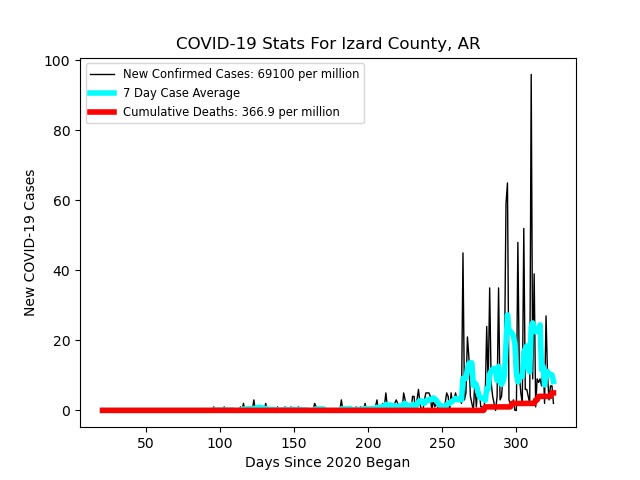 COVID-19 Stats For Izard County, AR
New Confirmed Cases: 69100 per million
7 Day Case Average
Cumulative Deaths: 366.9 per million
100
80
60
40
20
0
New COVID-19 Cases
50 100 150 200 250 300
Days Since 2020 Began